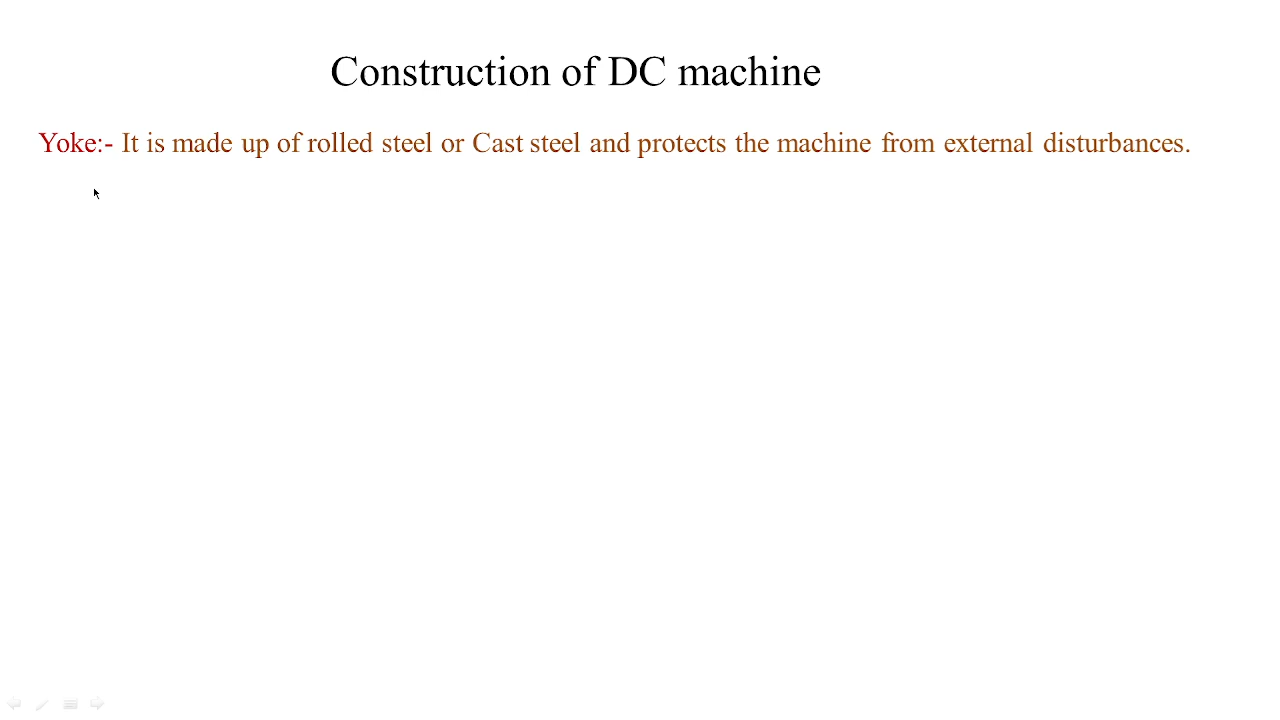 Construction of DC machine
Yoke:- It is made up of rolled steel or Cast steel and protects the machine from external disturbances.